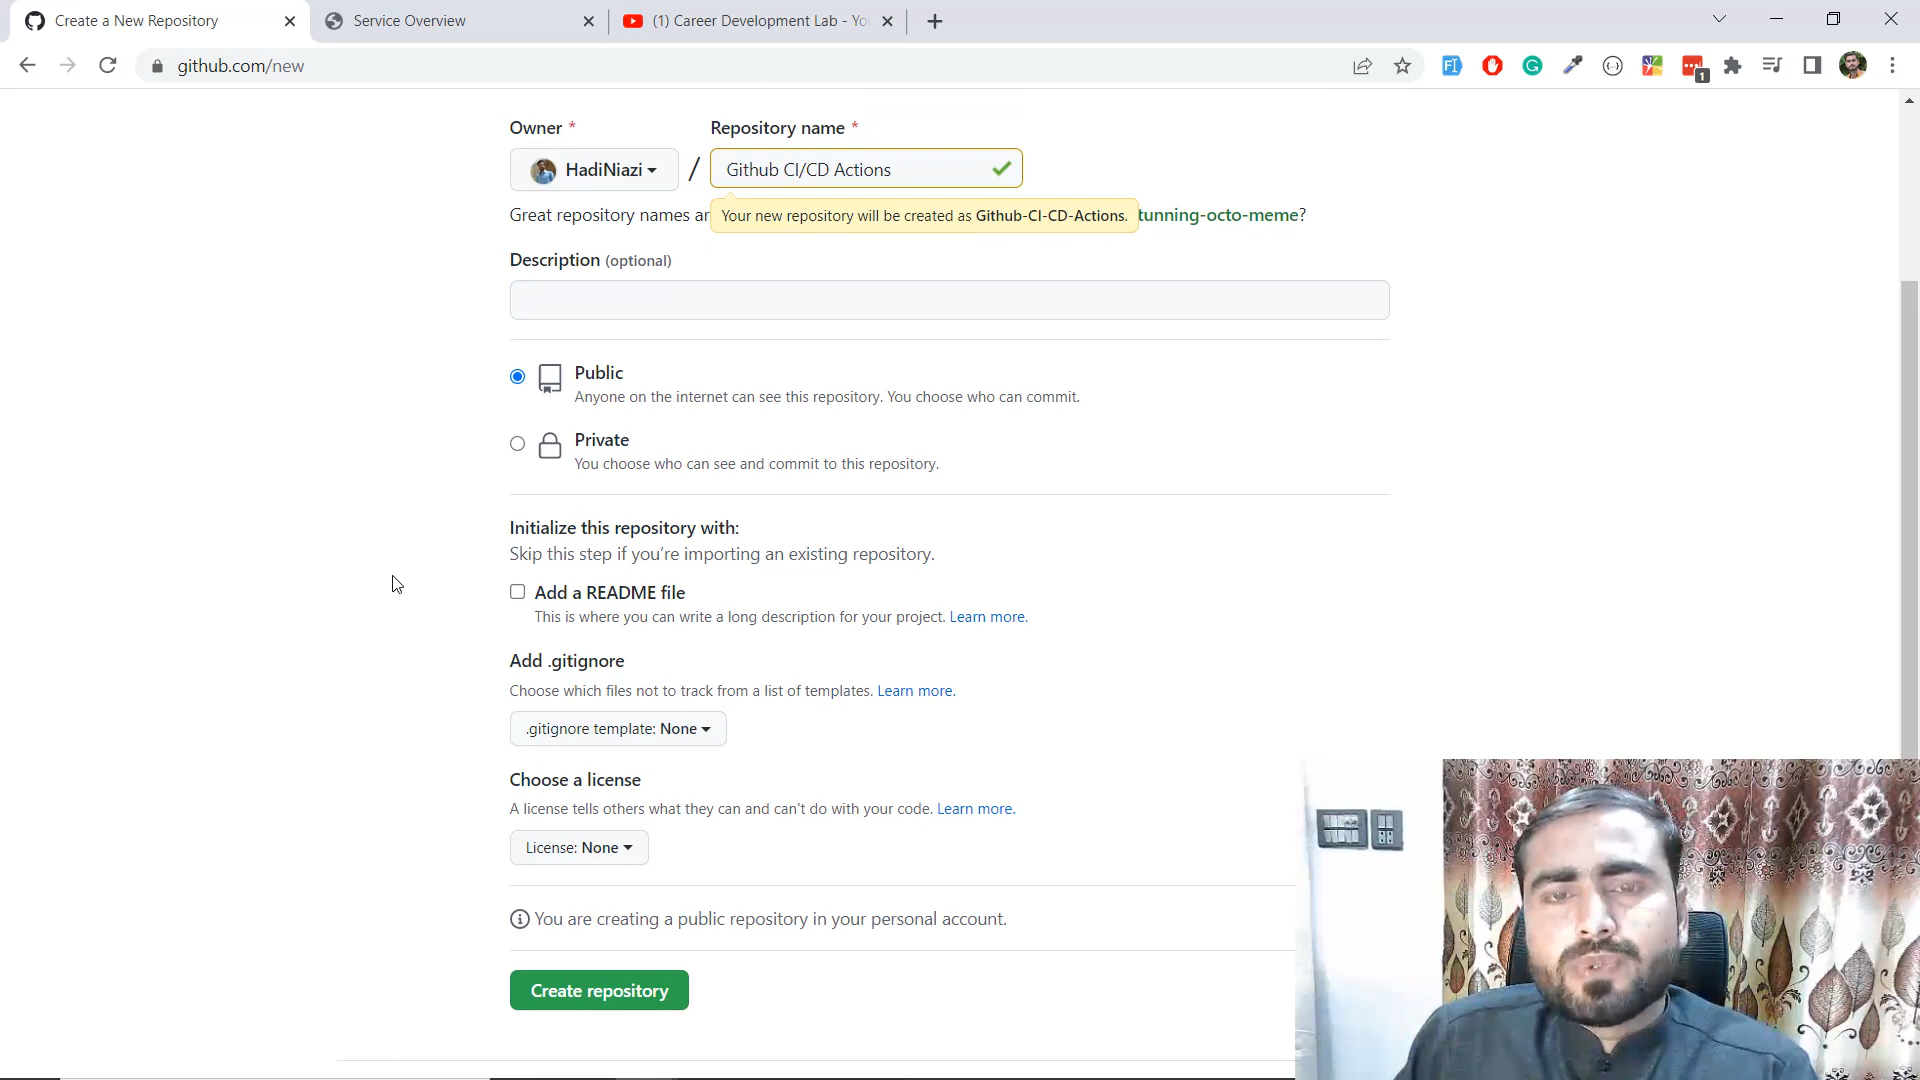 Create a New Repository
Service Overview
(1) Career Development Lab - Yo
github.com/new
1
Owner *
Repository name *
HadiNiazi
/
Github CI/CD Actions
Great repository names ar
Your new repository will be created as Github-CI-CD-Actions.
tunning-octo-meme?
Description (optional)
Public
Anyone on the internet can see this repository. You choose who can commit.
Private
You choose who can see and commit to this repository.
Initialize this repository with:
Skip this step if you’re importing an existing repository.
Add a README file
This is where you can write a long description for your project. Learn more.
Add .gitignore
Choose which files not to track from a list of templates. Learn more.
.gitignore template: None
Choose a license
A license tells others what they can and can't do with your code. Learn more.
License: None
You are creating a public repository in your personal account.
Create repository